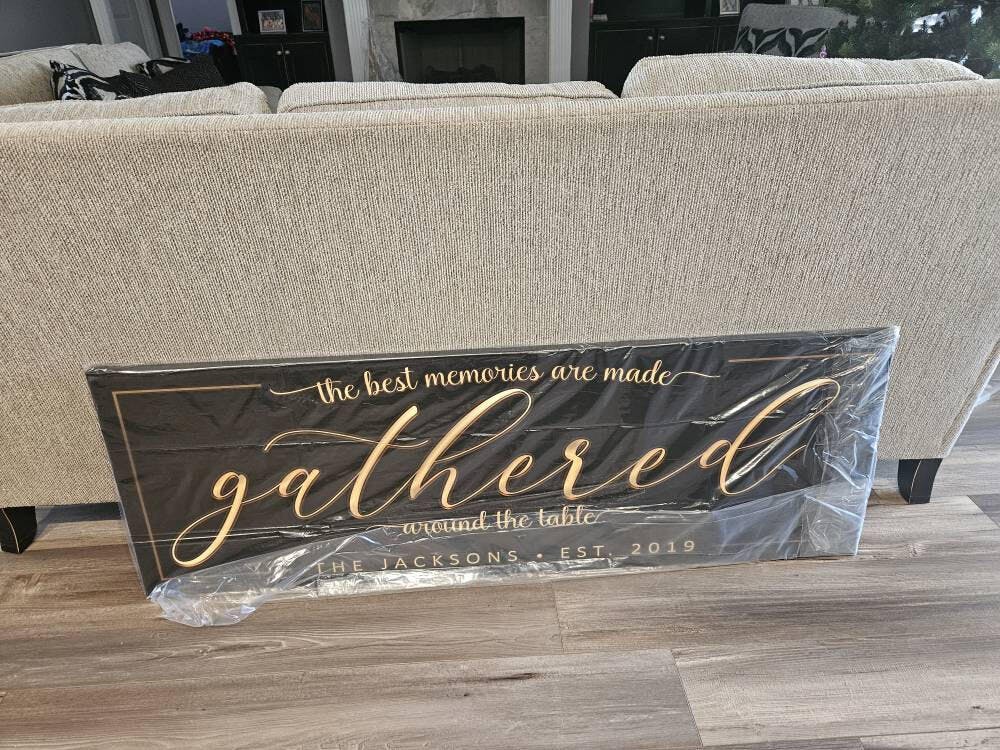 the best memories are made
gathered
around the table
THE JACKSONS • EST. 2019